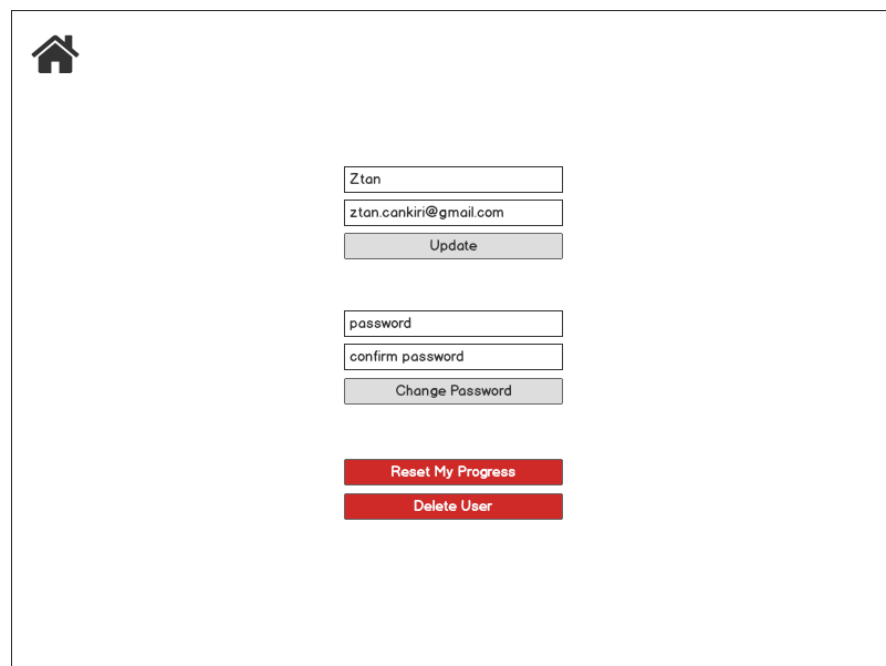 Ztan
ztan.cankiri@gmail.com
Update
password
confirm password
Change Password
Reset My Progress
Delete User